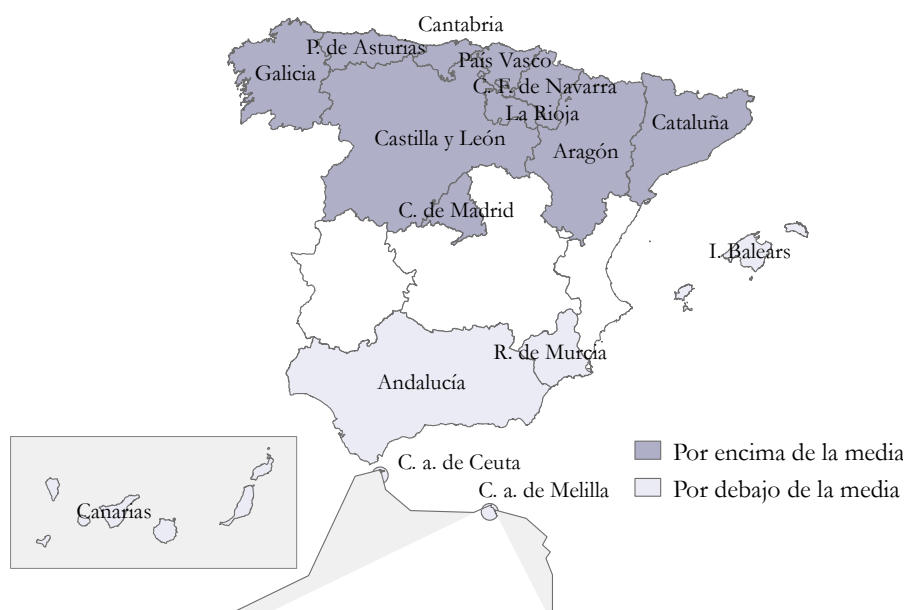 Cantabria
P. de Asturias
País Vasco
Galicia
C. F. de Navarra
La Rioja
Cataluña
Castilla y León
Aragón
C. de Madrid
I. Balears
R. de Murcia
Andalucía
Por encima de la media
C. a. de Ceuta
Por debajo de la media
C. a. de Melilla
Canarias